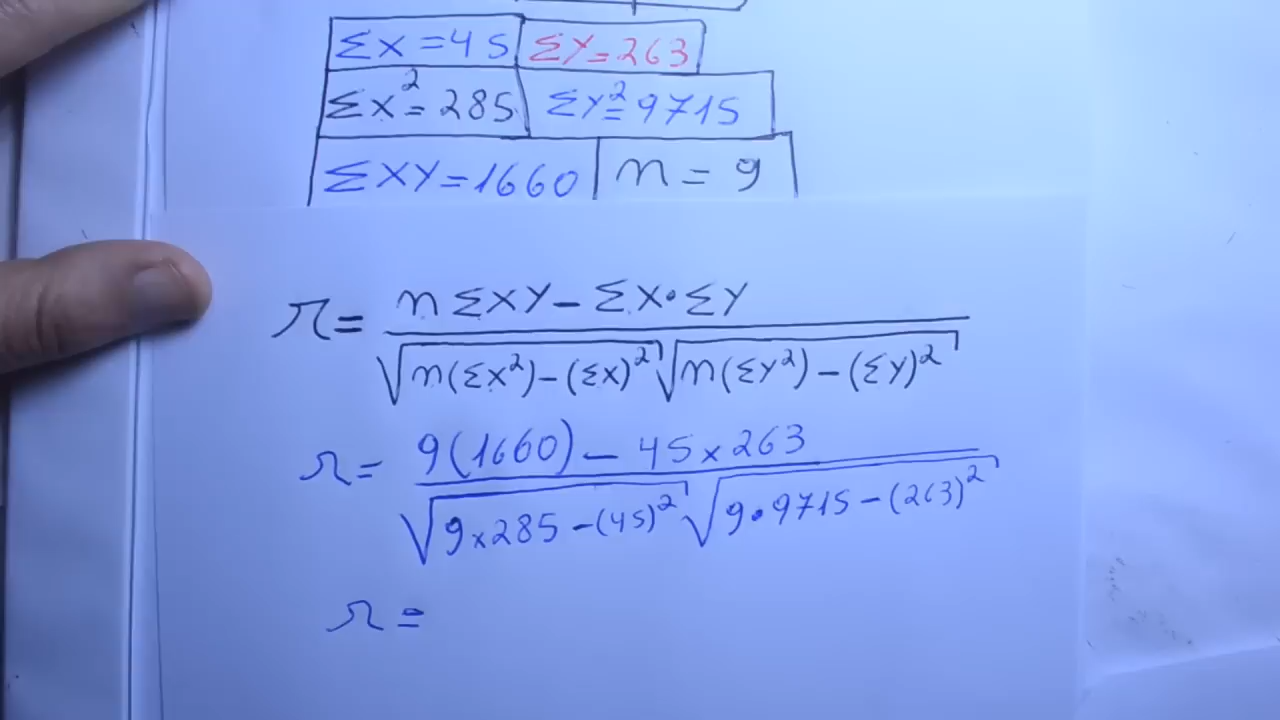 Σx = 45 ΣY = 263
Σx² = 285 ΣY² = 9715
ΣXY = 1660 n = 9
r = n ΣXY − ΣX • ΣY
√n(Σx²) − (Σx)² √n(ΣY²) − (ΣY)²
r = 9(1660) − 45 x 263
√9 x 285 − (45)² √9 • 9715 − (263)²
r =